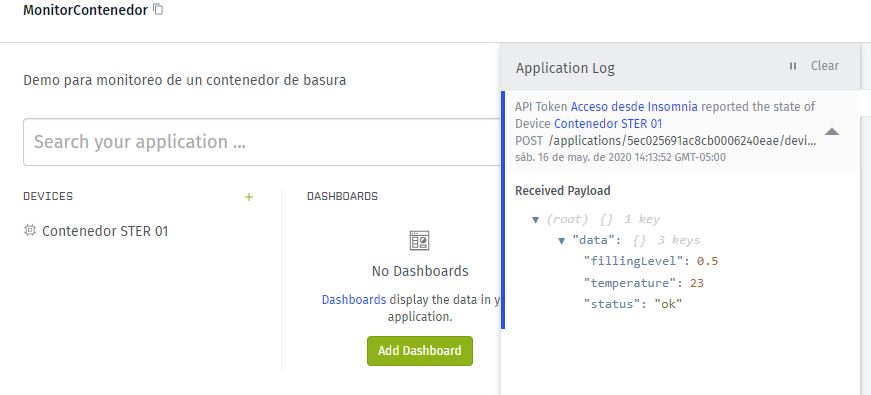 MonitorContenedor
Demo para monitoreo de un contenedor de basura
Search your application ...
DEVICES
+
Contenedor STER 01
DASHBOARDS
No Dashboards
Dashboards display the data in y
application.
Add Dashboard
Application Log
Clear
API Token Acceso desde Insomnia reported the state of
Device Contenedor STER 01
POST /applications/5ec025691ac8cb0006240eae/devi...
sáb. 16 de may. de 2020 14:13:52 GMT-05:00
Received Payload
(root) {} 1 key
"data": {} 3 keys
"fillingLevel": 0.5
"temperature": 23
"status": "ok"